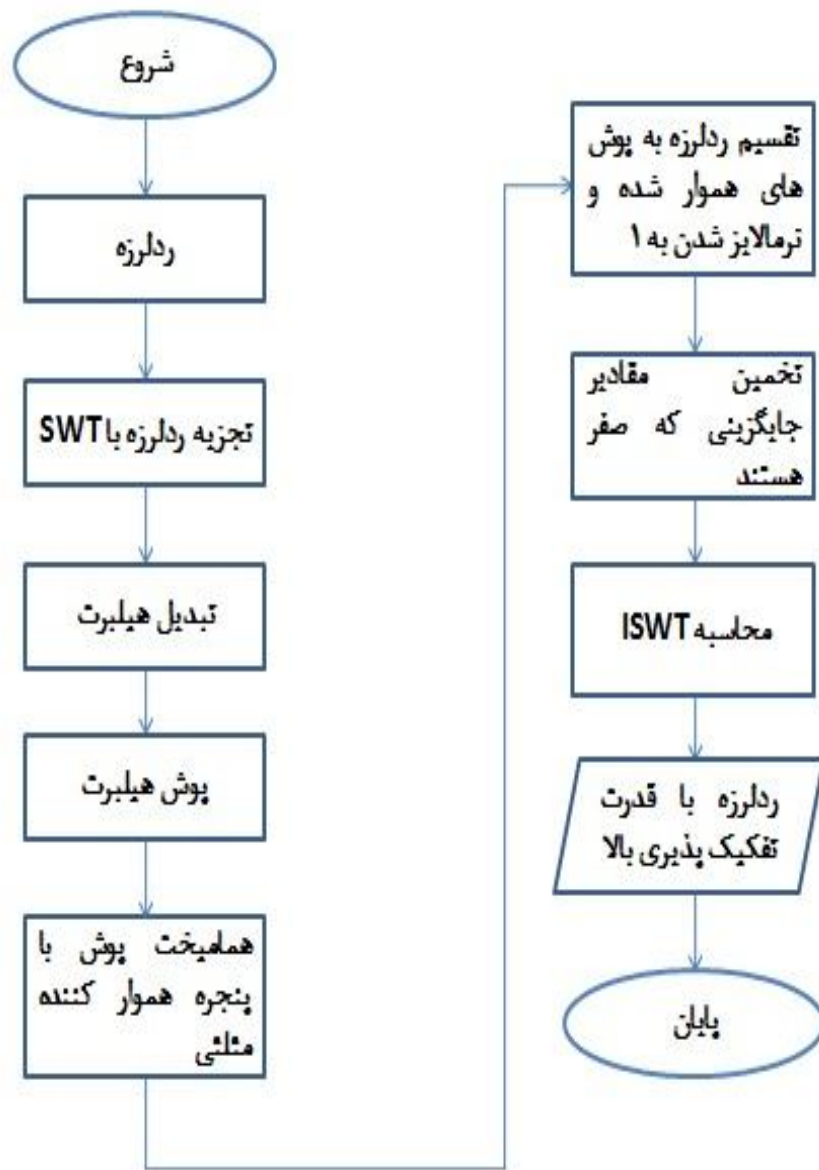 شروع
ردلرزه
تجزیه ردلرزه با SWT
تبدیل هیلبرت
پوش هیلبرت
همامیخت پوش با
پنجره هموار کننده
مثلثی
تقسیم ردلرزه به پوش
های هموار شده و
نرمالایز شدن به ۱
تخمین مقادیر
جایگزینی که صفر
هستند
محاسبه ISWT
ردلرزه با قدرت
تفکیک پذیری بالا
پایان